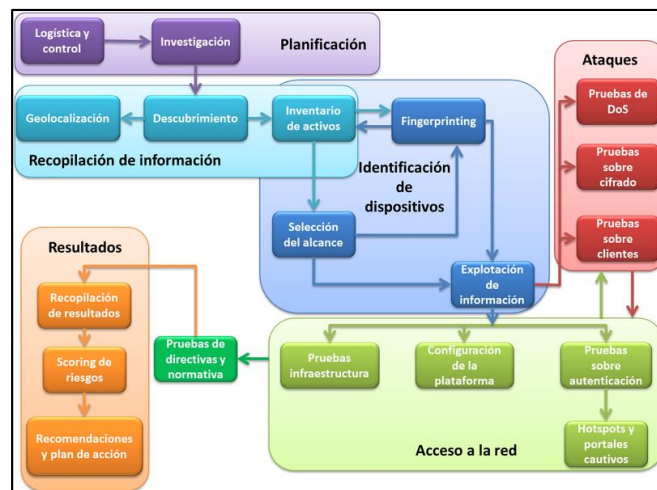 Logística y
control
Investigación
Planificación
Ataques
Pruebas de
DoS
Pruebas
sobre
cifrado
Pruebas
sobre
clientes
Geolocalización
Descubrimiento
Inventario
de activos
Recopilación de información
Fingerprinting
Identificación
de
dispositivos
Selección
del alcance
Explotación
de
información
Resultados
Recopilación
de resultados
Scoring de
riesgos
Recomendaciones
y plan de acción
Pruebas de
directivas y
normativa
Pruebas
infraestructura
Configuración
de la
plataforma
Pruebas
sobre
autenticación
Hotspots y
portales
cautivos
Acceso a la red